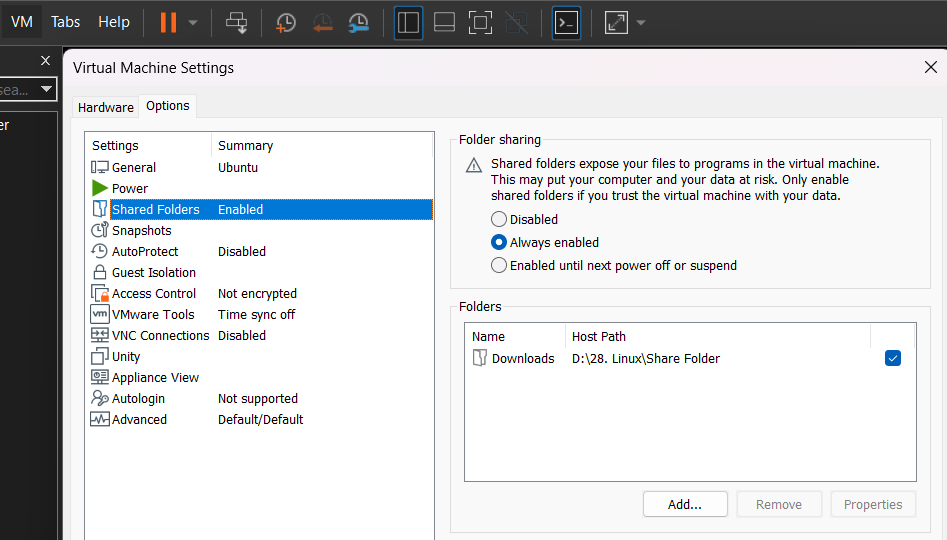 VM Tabs Help
sea...
er
Virtual Machine Settings
Hardware Options
Settings Summary
General Ubuntu
Power
Shared Folders Enabled
Snapshots
AutoProtect Disabled
Guest Isolation
Access Control Not encrypted
vm VMware Tools Time sync off
VNC Connections Disabled
Unity
Appliance View
Autologin Not supported
Advanced Default/Default
Folder sharing
Shared folders expose your files to programs in the virtual machine.
This may put your computer and your data at risk. Only enable
shared folders if you trust the virtual machine with your data.
Disabled
Always enabled
Enabled until next power off or suspend
Folders
Name Host Path
Downloads D:\28. Linux\Share Folder
Add... Remove Properties